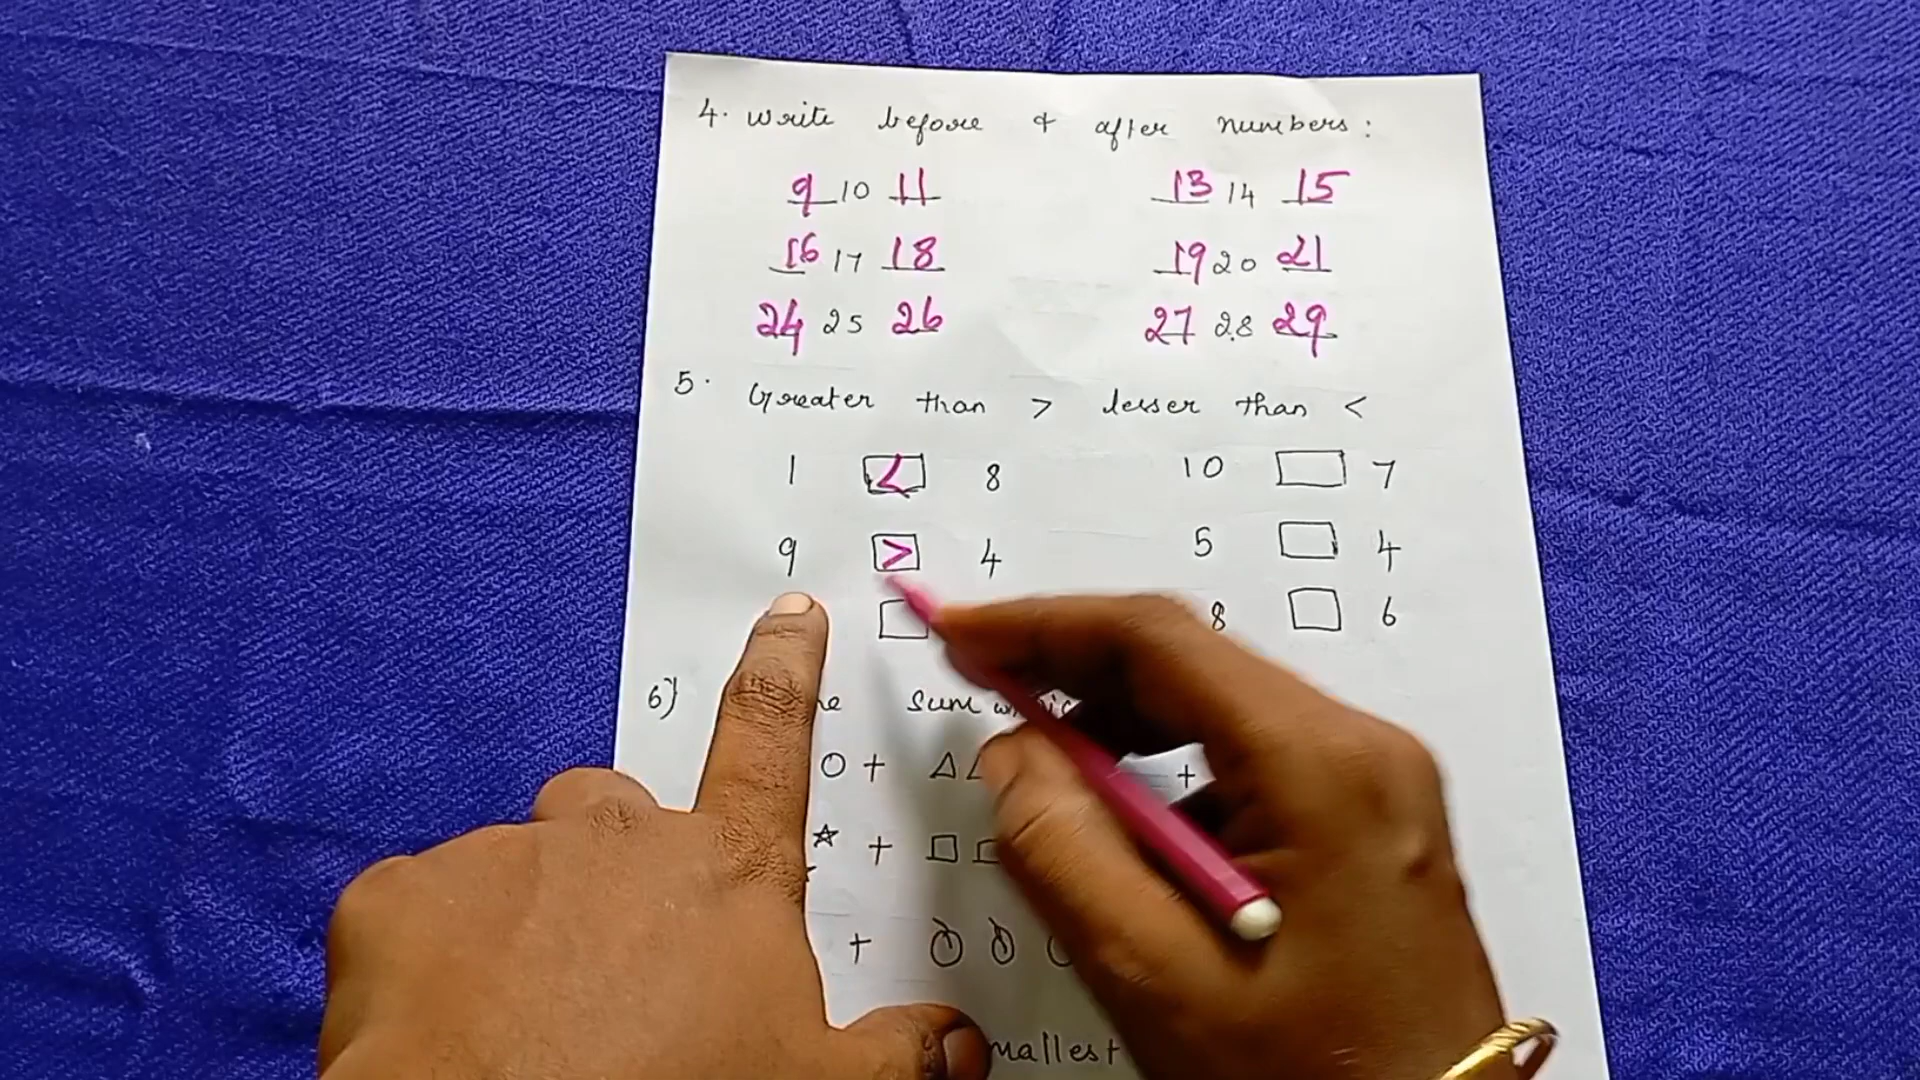 4. Write before & after numbers :
9 10 11 13 14 15
16 17 18 19 20 21
24 25 26 27 28 29
5. Greater than > lesser than <
1 < 8 10 7
9 > 4 5 4
8 6
6) Sum
+ +
+
+